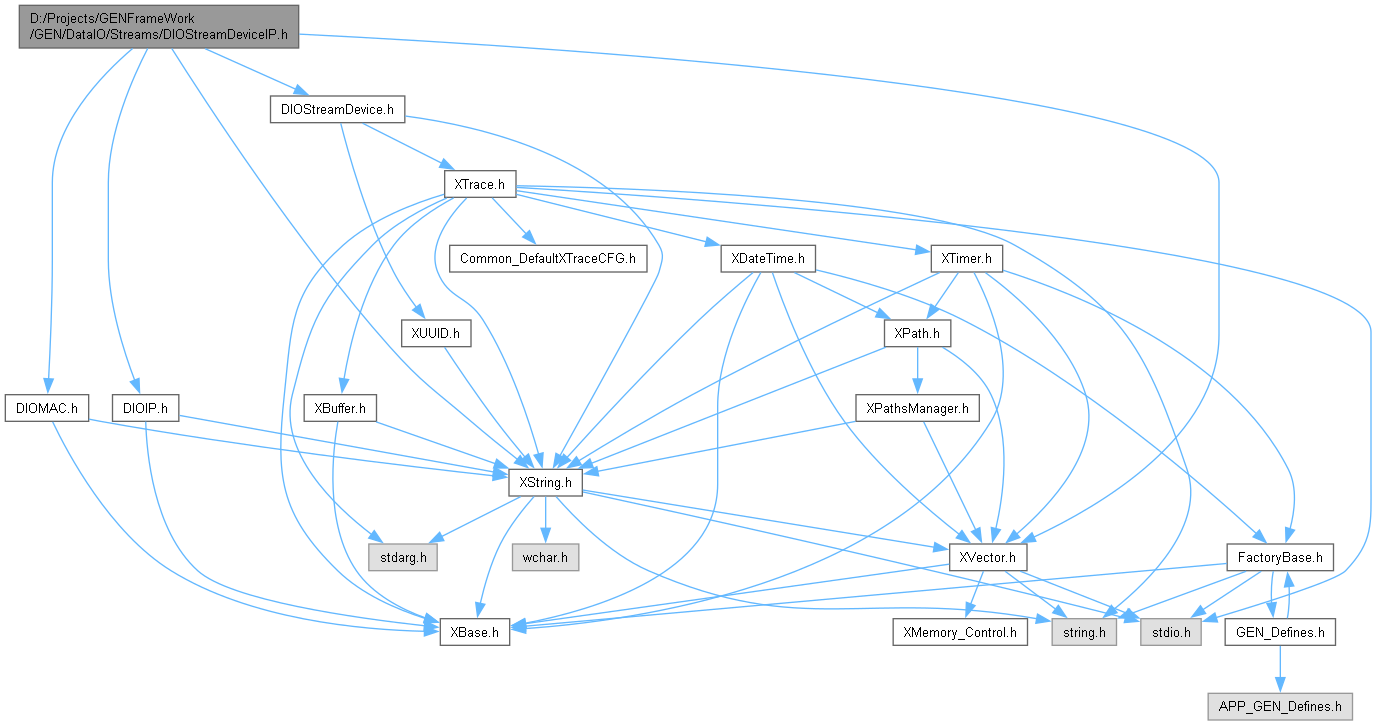 D:/Projects/GENFrameWork
/GEN/DataIO/Streams/DIOStreamDeviceIP.h
DIOStreamDevice.h
XTrace.h
Common_DefaultXTraceCFG.h
XDateTime.h
XTimer.h
XUUID.h
XPath.h
DIOMAC.h
DIOIP.h
XBuffer.h
XPathsManager.h
XString.h
stdarg.h
wchar.h
XVector.h
FactoryBase.h
XBase.h
XMemory_Control.h
string.h
stdio.h
GEN_Defines.h
APP_GEN_Defines.h